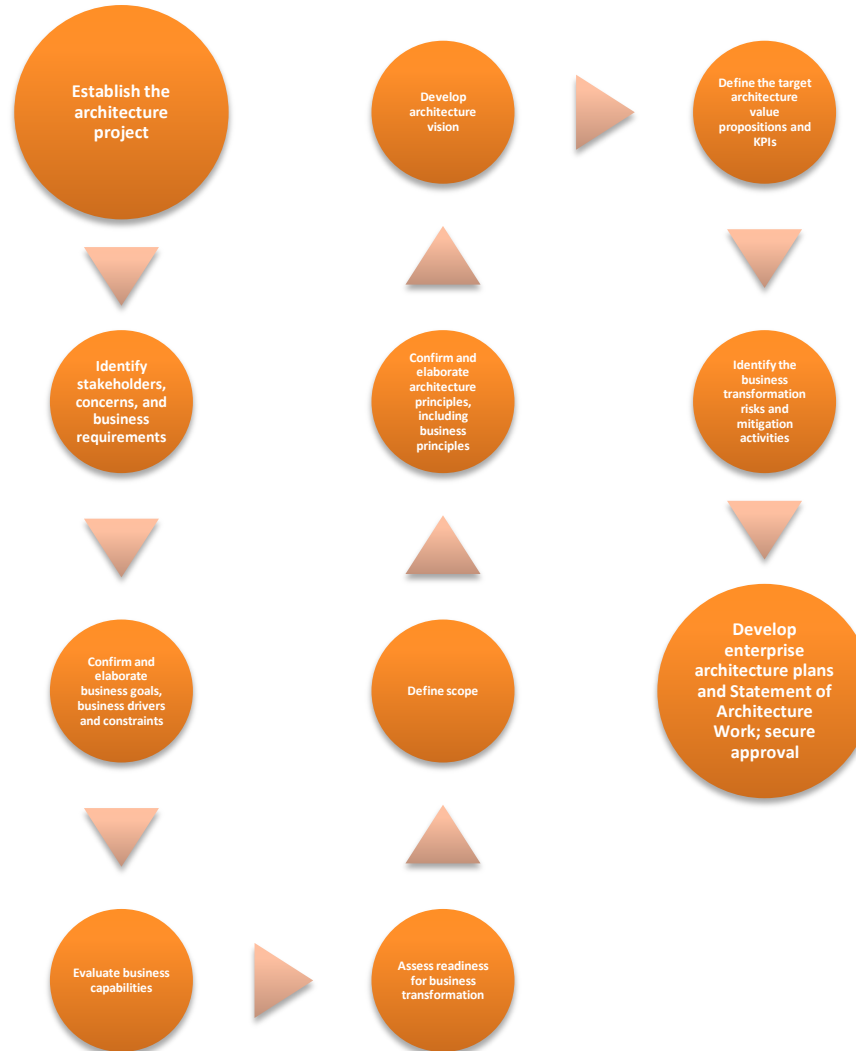 Establish the
architecture
project
Identify
stakeholders,
concerns, and
business
requirements
Confirm and
elaborate
business goals,
business drivers
and constraints
Evaluate business
capabilities
Assess readiness
for business
transformation
Define scope
Confirm and
elaborate
architecture
principles,
including
business
principles
Develop
architecture
vision
Define the target
architecture
value
propositions and
KPIs
Identify the
business
transformation
risks and
mitigation
activities
Develop
enterprise
architecture plans
and Statement of
Architecture
Work; secure
approval